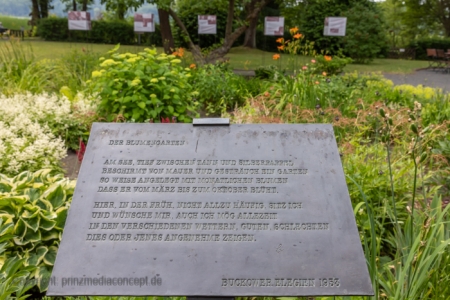 DER BLUMENGARTEN
AM SEE, TIEF ZWISCHEN TANN UND SILBERPAPPEL
BESCHIRMT VON MAUER UND GESTRÄUCH EIN GARTEN
SO WEISE ANGELEGT MIT MONATLICHEN BLUMEN
DASS ER VOM MÄRZ BIS ZUM OKTOBER BLÜHT.
HIER, IN DER FRÜH, NICHT ALLZU HÄUFIG, SITZ ICH
UND WÜNSCHE MIR, AUCH ICH MÖG ALLEZEIT
IN DEN VERSCHIEDENEN WETTERN, GUTEN, SCHLECHTEN
DIES ODER JENES ANGENEHME ZEIGEN.
BUCKOWER ELEGIEN 1953
copyright prinzmediaconcept.de